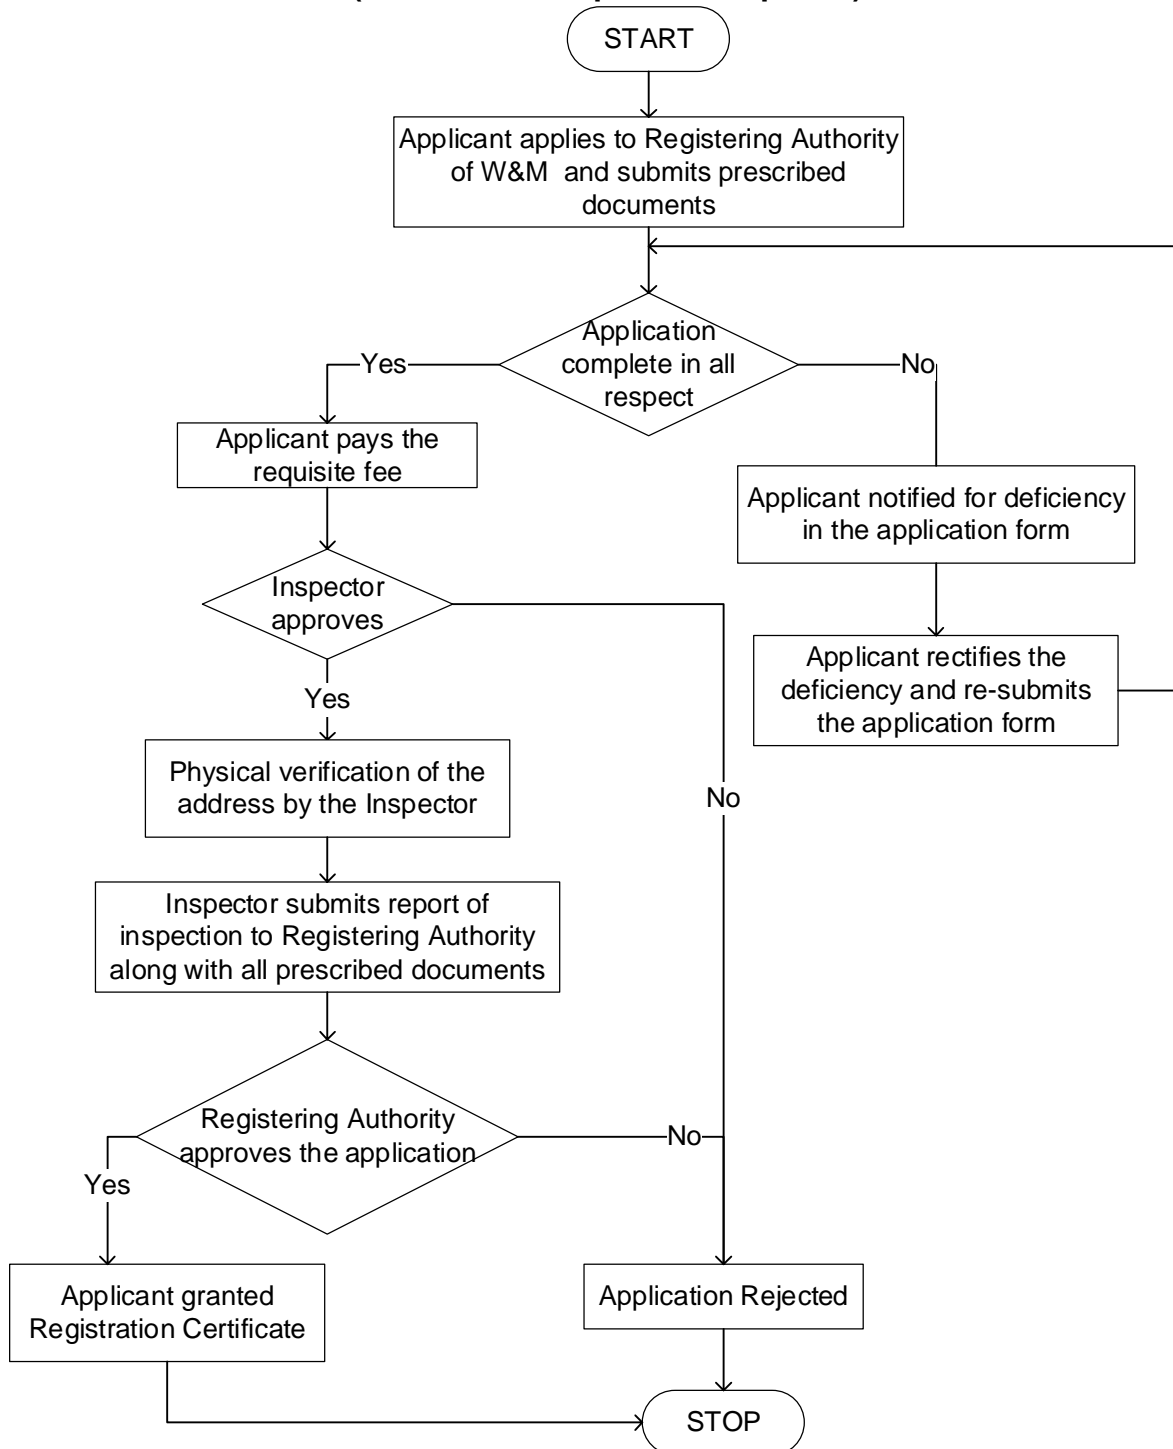 START
Applicant applies to Registering Authority
of W&M and submits prescribed
documents
Application
complete in all
respect
Yes
No
Applicant pays the
requisite fee
Applicant notified for deficiency
in the application form
Inspector
approves
Applicant rectifies the
deficiency and re-submits
the application form
Yes
Physical verification of the
address by the Inspector
No
Inspector submits report of
inspection to Registering Authority
along with all prescribed documents
Registering Authority
approves the application
No
Yes
Applicant granted
Registration Certificate
Application Rejected
STOP